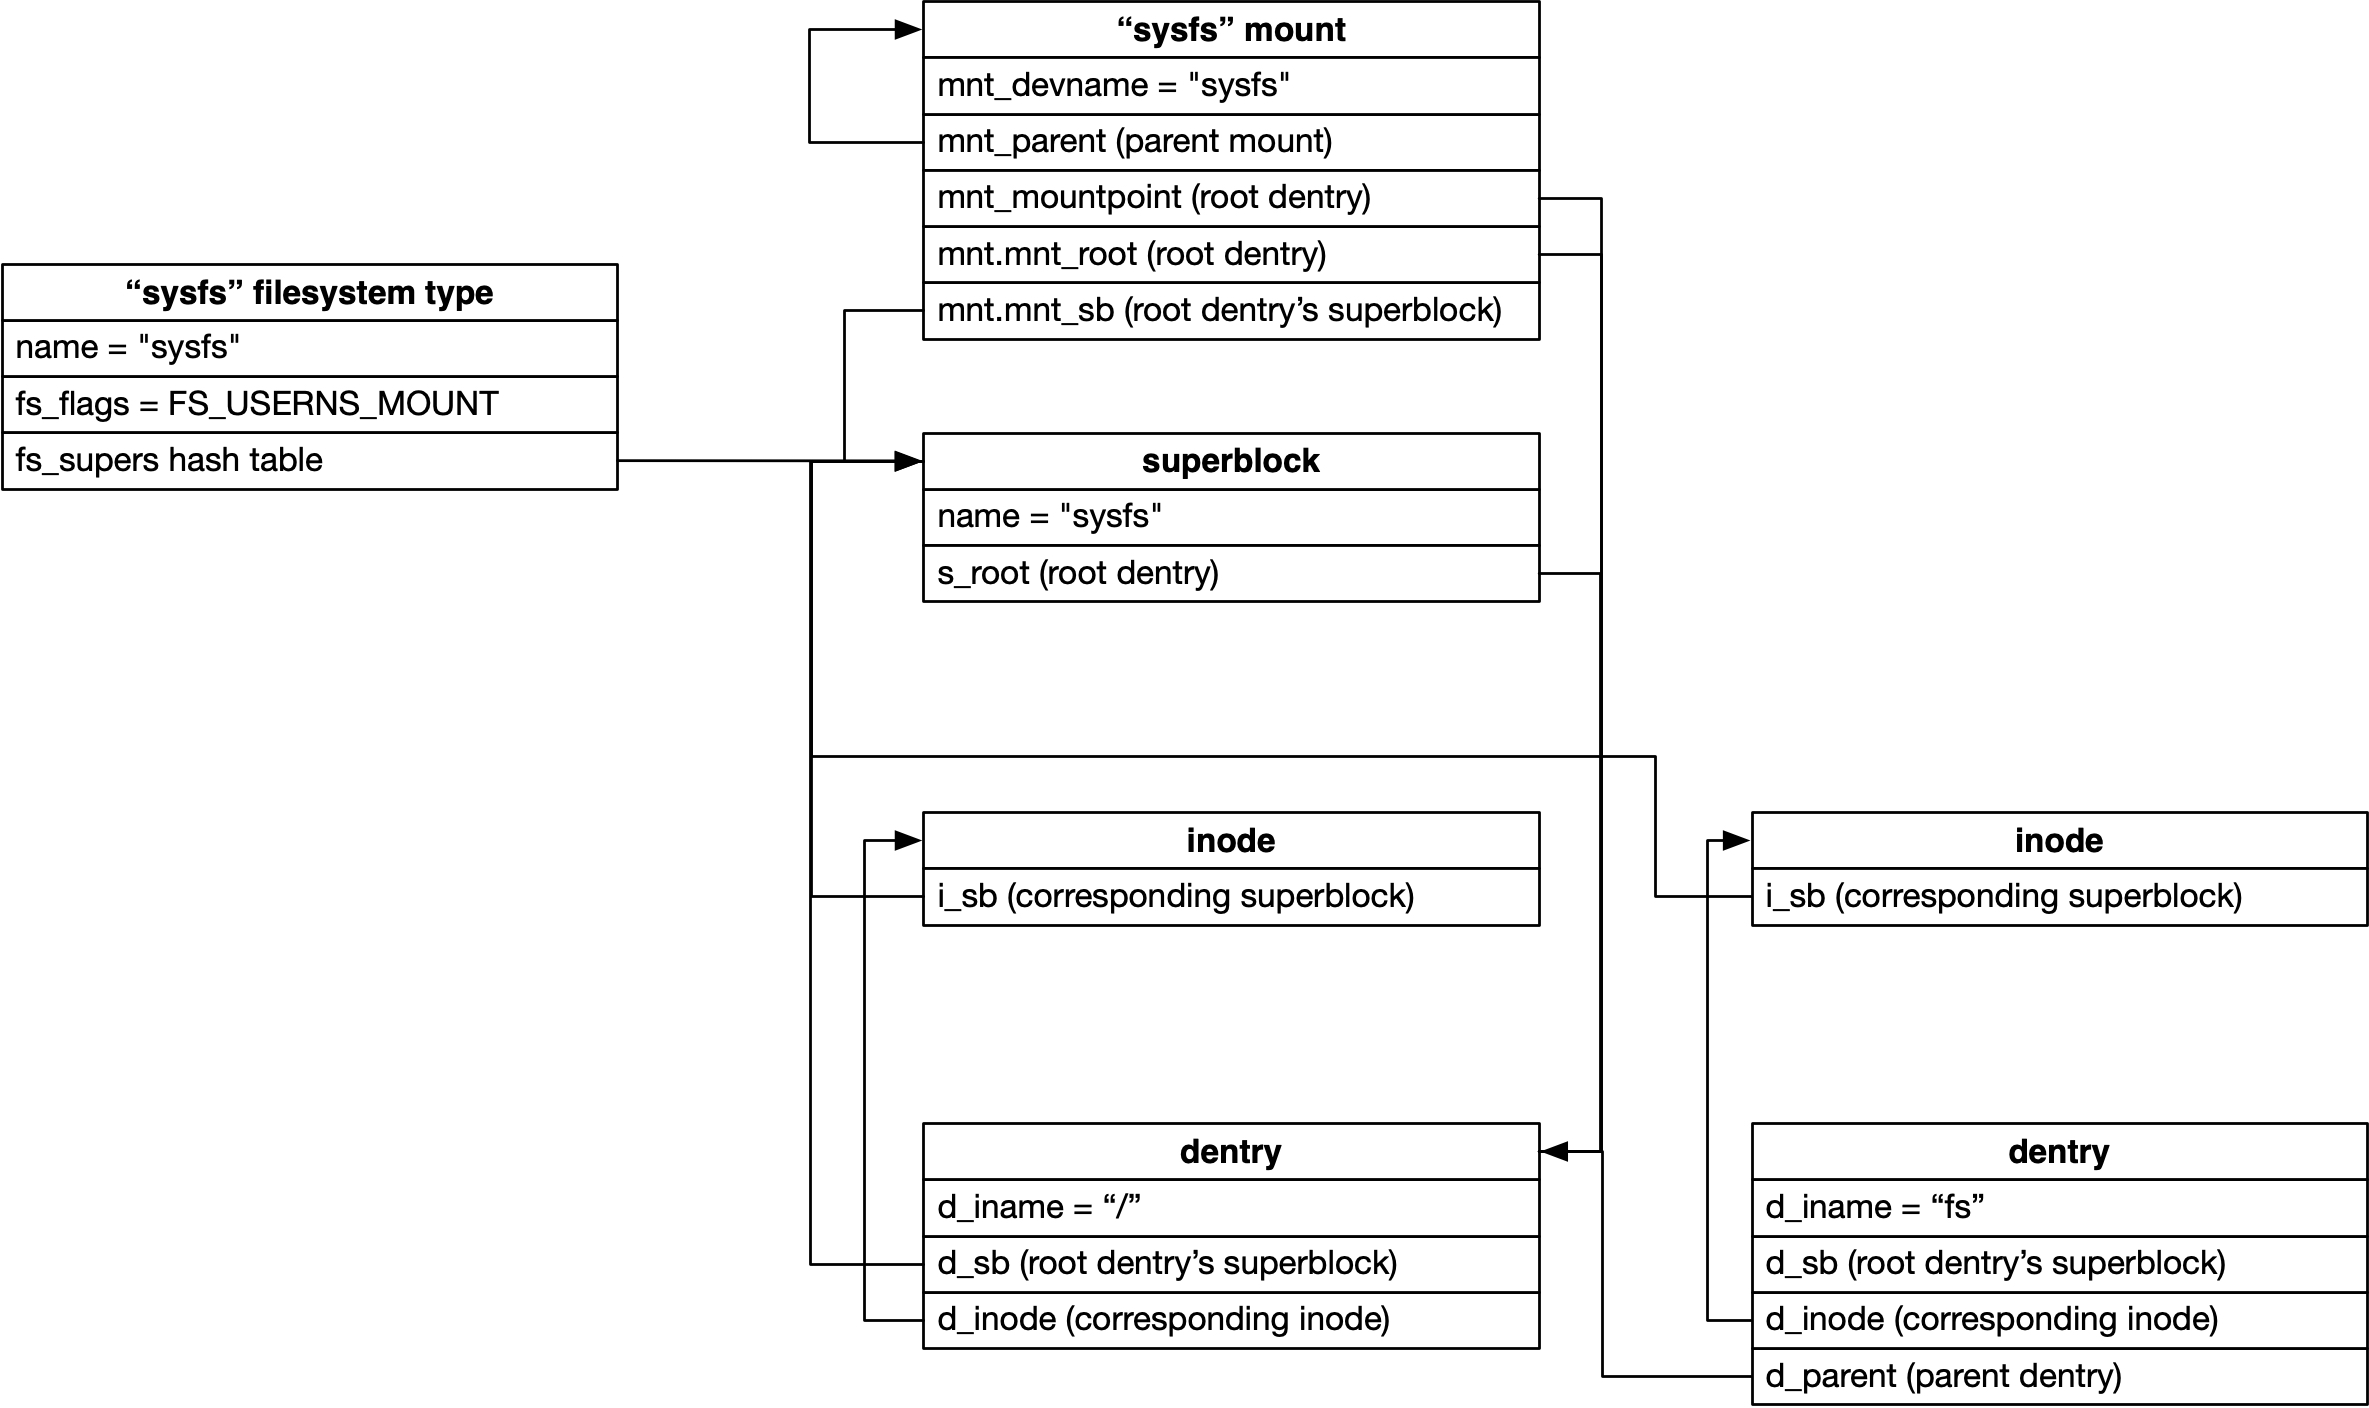 “sysfs” mount
mnt_devname = "sysfs"
mnt_parent (parent mount)
mnt_mountpoint (root dentry)
mnt.mnt_root (root dentry)
mnt.mnt_sb (root dentry’s superblock)
“sysfs” filesystem type
name = "sysfs"
fs_flags = FS_USERNS_MOUNT
fs_supers hash table
superblock
name = "sysfs"
s_root (root dentry)
inode
i_sb (corresponding superblock)
inode
i_sb (corresponding superblock)
dentry
d_iname = “/”
d_sb (root dentry’s superblock)
d_inode (corresponding inode)
dentry
d_iname = “fs”
d_sb (root dentry’s superblock)
d_inode (corresponding inode)
d_parent (parent dentry)